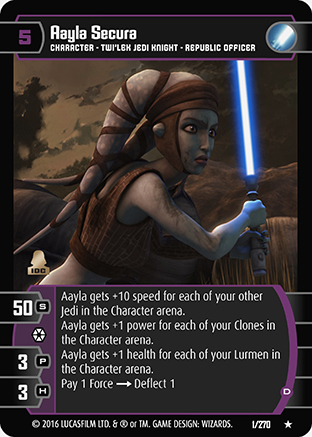 5 Aayla Secura
CHARACTER - TWI'LEK JEDI KNIGHT - REPUBLIC OFFICER
IDC
50 S
Aayla gets +10 speed for each of your other
Jedi in the Character arena.
Aayla gets +1 power for each of your Clones in
the Character arena.
3 P
Aayla gets +1 health for each of your Lurmen in
the Character arena.
3 H
Pay 1 Force → Deflect 1
D
© 2016 LUCASFILM LTD. & ® or TM. GAME DESIGN: WIZARDS. 1/270